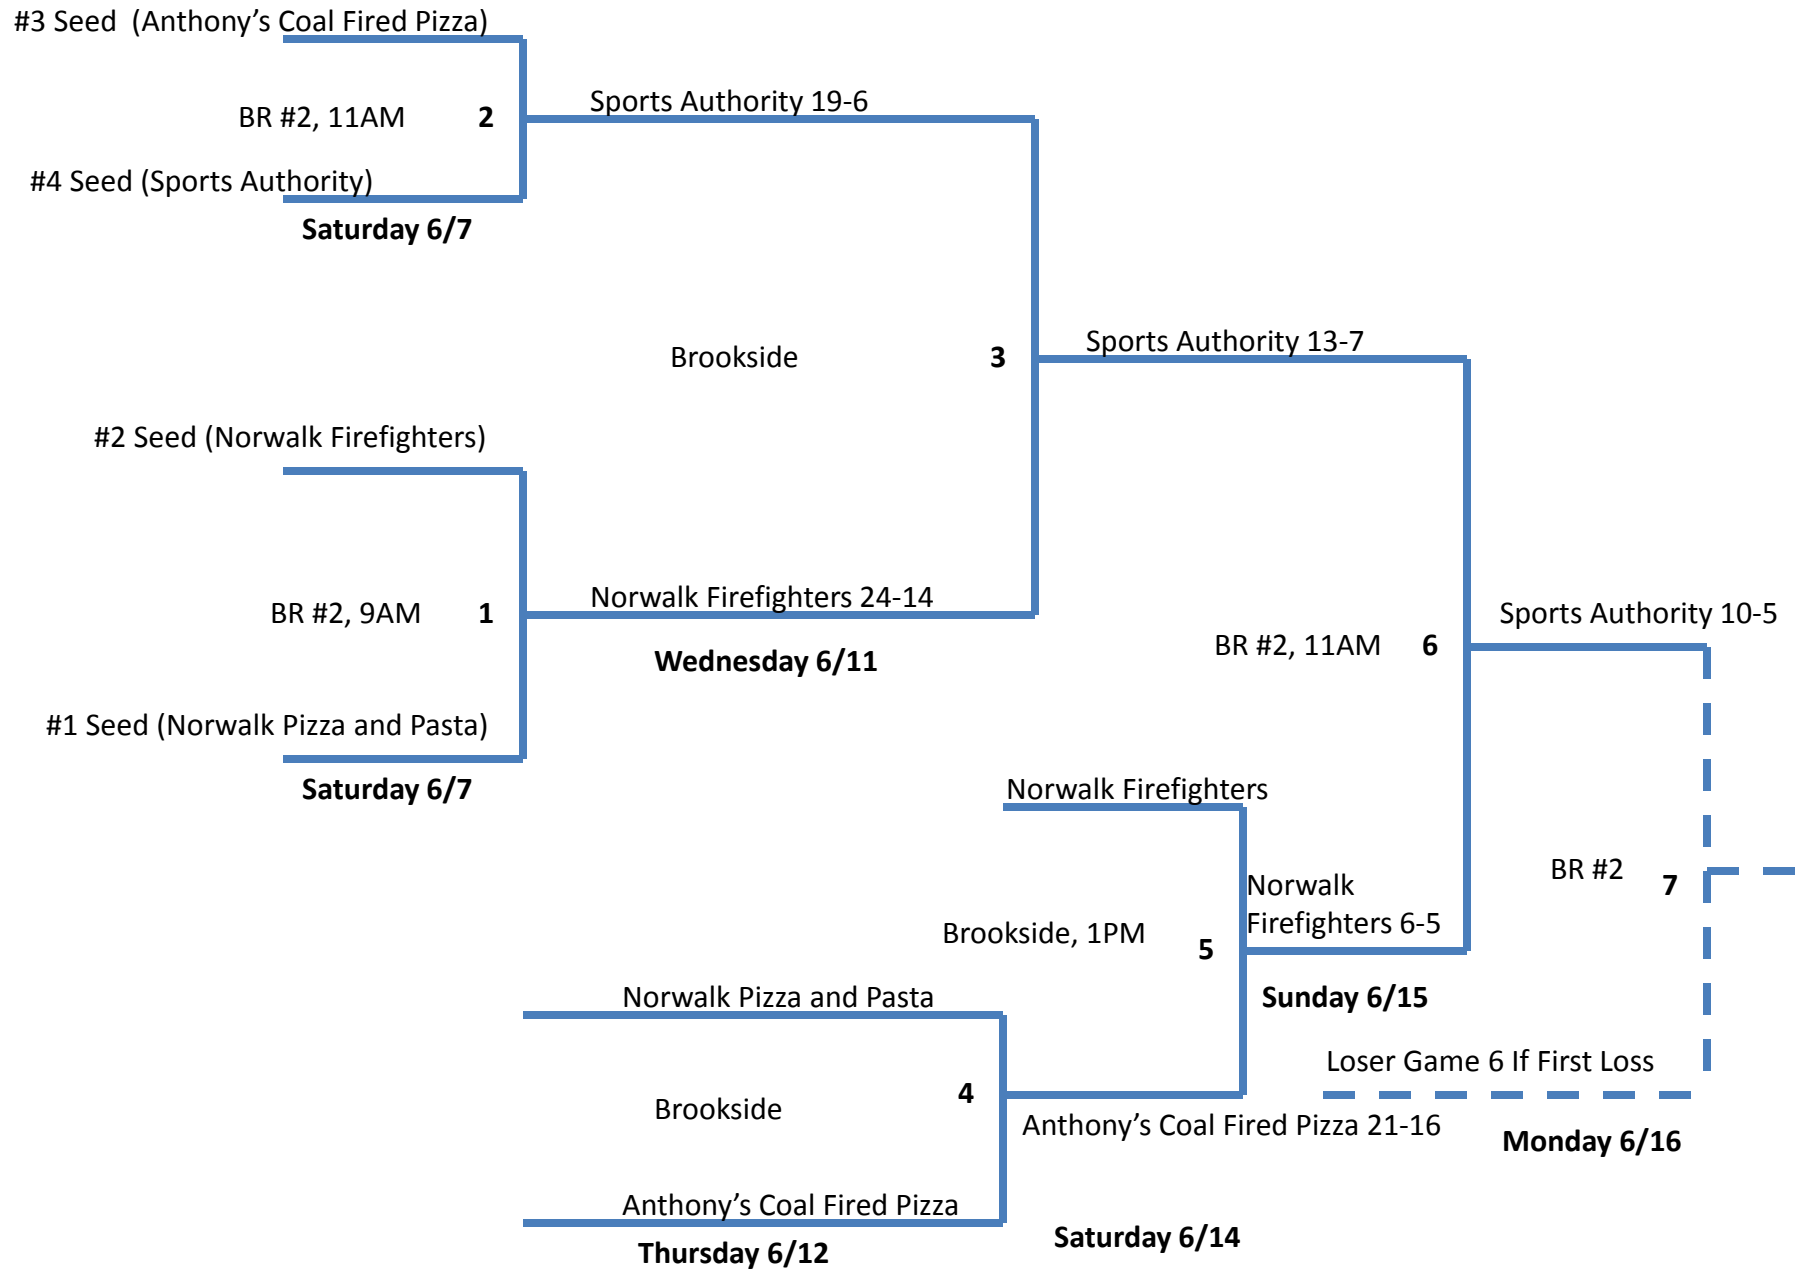 #3 Seed  (Anthony’s Coal Fired Pizza)
Sports Authority 19-6
BR #2, 11AM
2
#4 Seed (Sports Authority)
Saturday 6/7
Sports Authority 13-7
Brookside
3
#2 Seed (Norwalk Firefighters)
Norwalk Firefighters 24-14
BR #2, 9AM
1
Sports Authority 10-5
BR #2, 11AM
6
Wednesday 6/11
#1 Seed (Norwalk Pizza and Pasta)
Saturday 6/7
Norwalk Firefighters
BR #2
7
Norwalk
Firefighters 6-5
Brookside, 1PM
5
Norwalk Pizza and Pasta
Sunday 6/15
Loser Game 6 If First Loss
4
Brookside
Anthony’s Coal Fired Pizza 21-16
Monday 6/16
Anthony’s Coal Fired Pizza
Saturday 6/14
Thursday 6/12